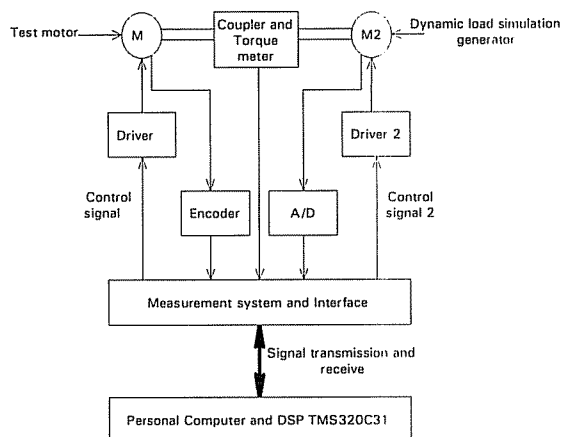 Test motor
M
Coupler and
Torque
meter
M2
Dynamic load simulation
generator
Driver
Driver 2
Control
signal
Encoder
A/D
Control
signal 2
Measurement system and Interface
Signal transmission and
receive
Personal Computer and DSP TMS320C31